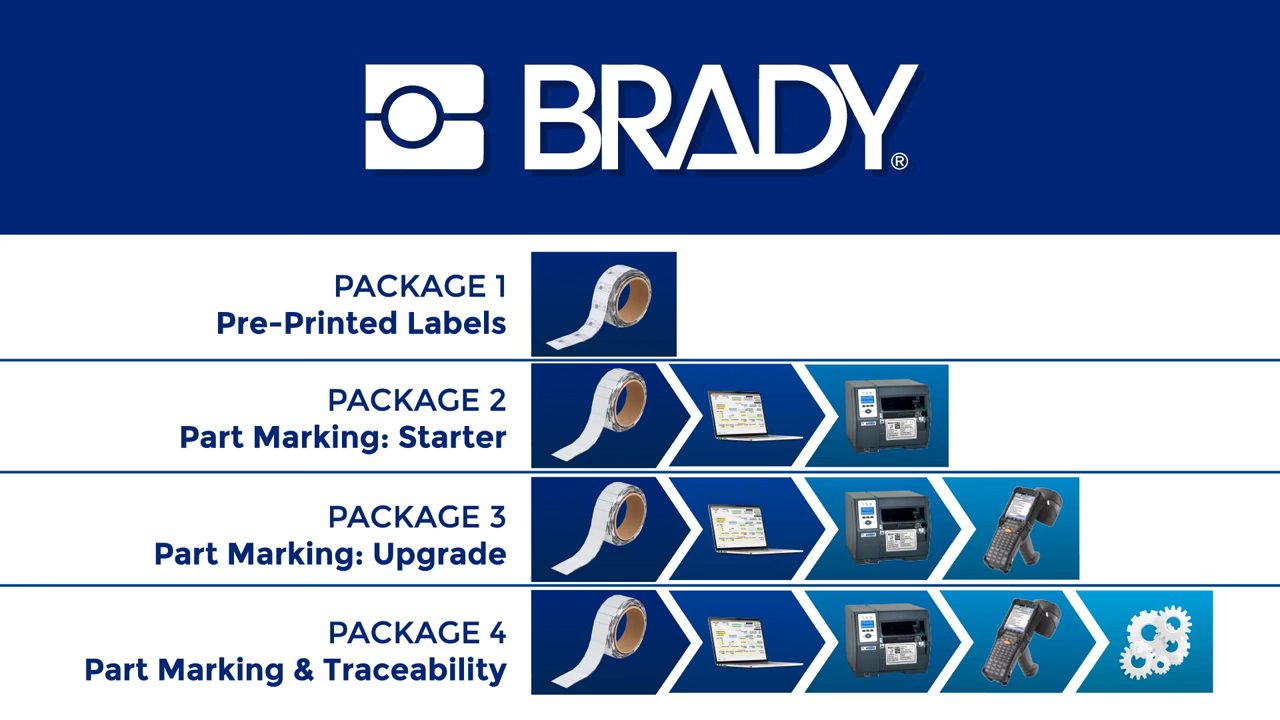 BRADY®
PACKAGE 1
Pre-Printed Labels
PACKAGE 2
Part Marking: Starter
PACKAGE 3
Part Marking: Upgrade
PACKAGE 4
Part Marking & Traceability